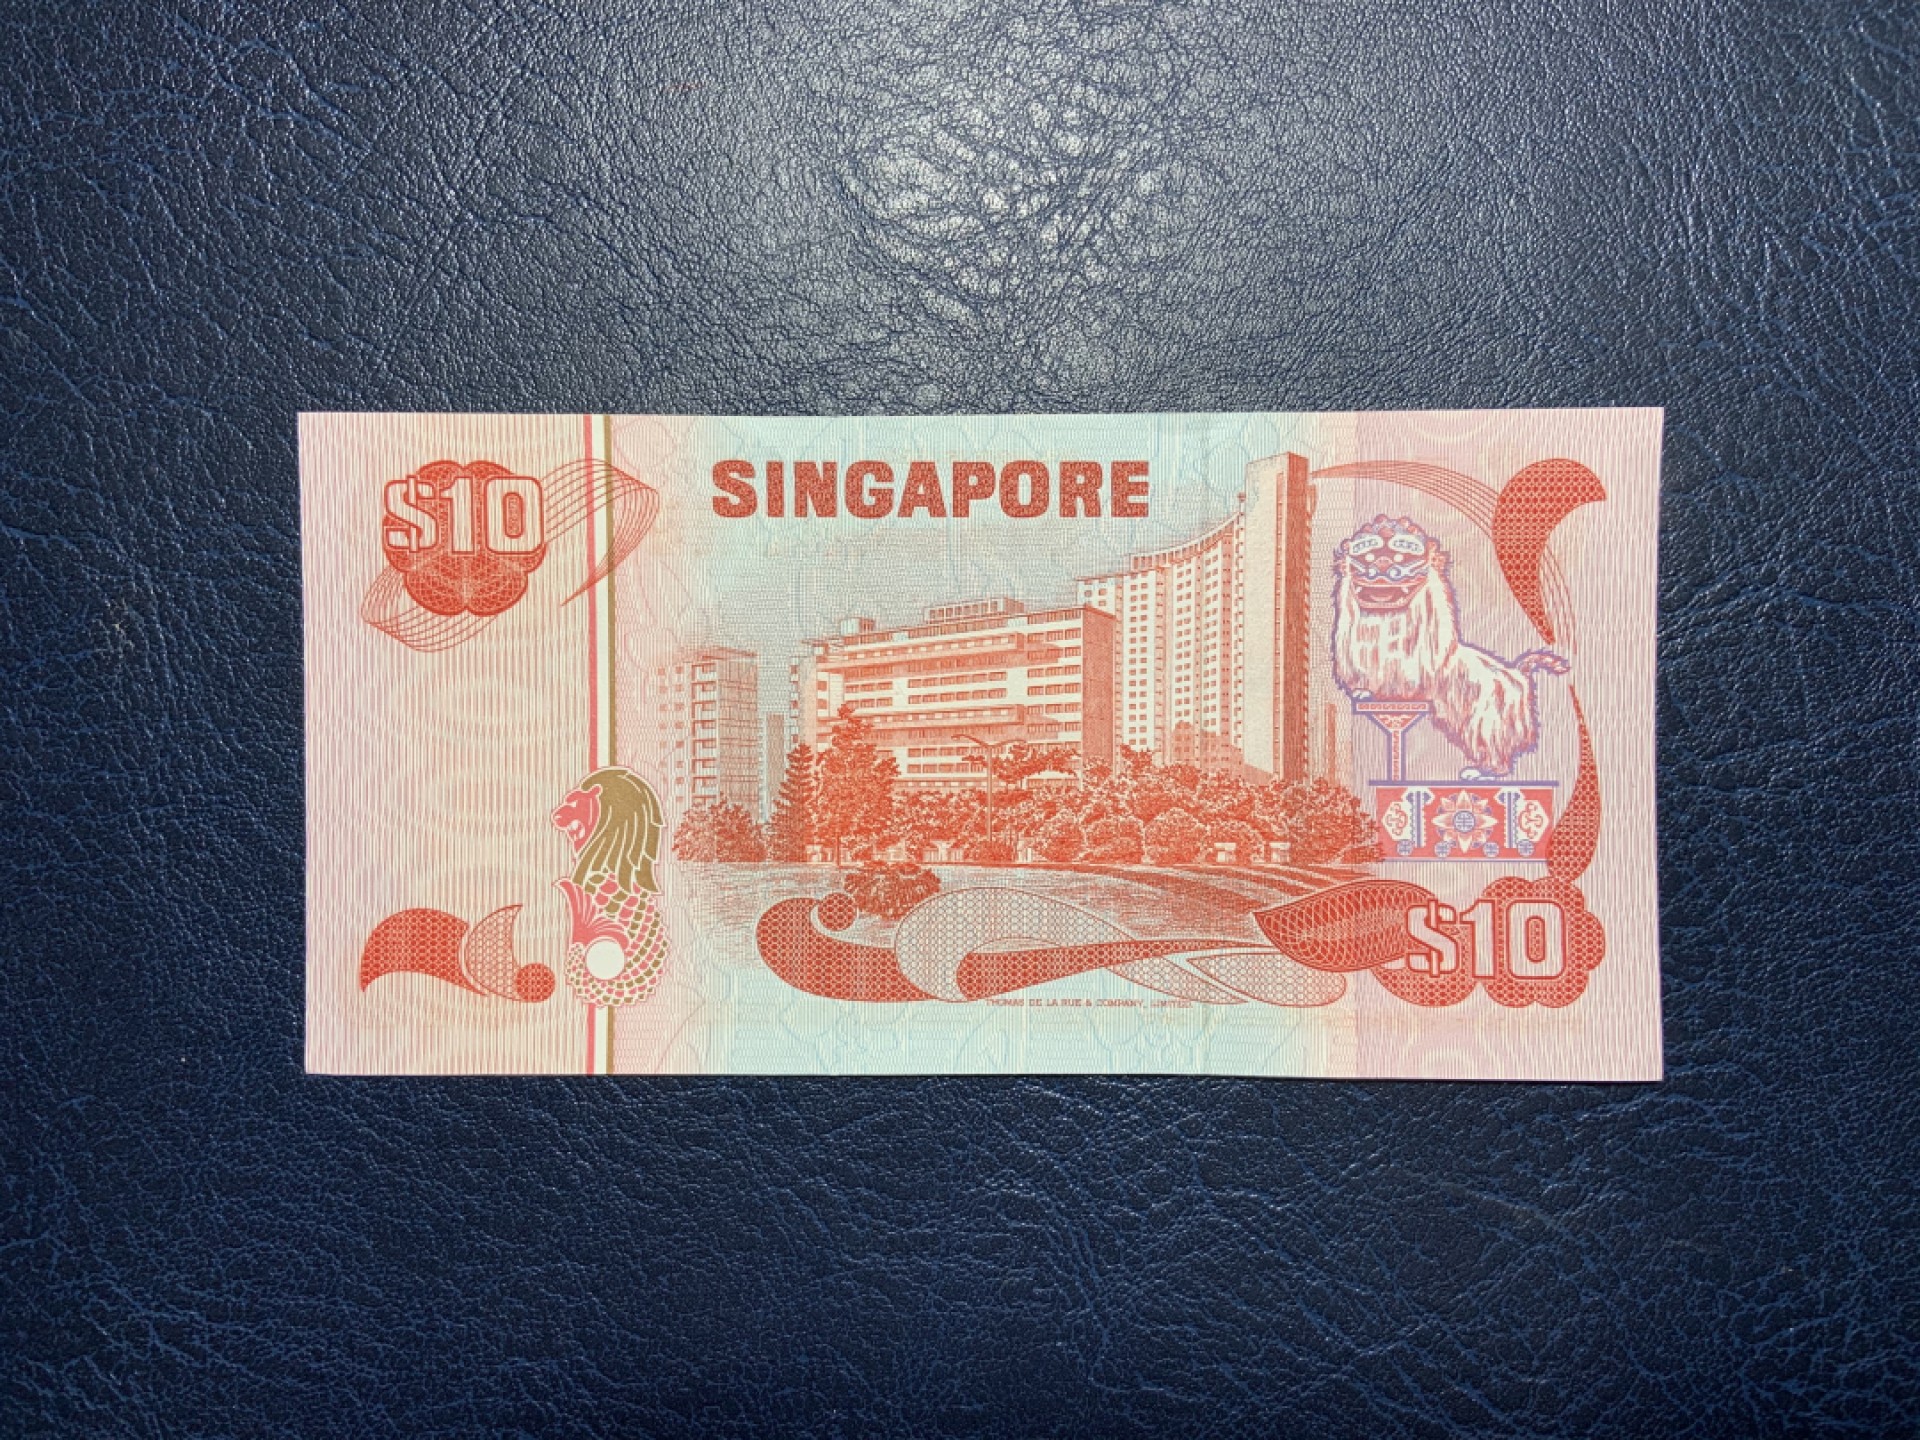 $10
SINGAPORE
$10
THOMAS DE LA RUE & COMPANY, LIMITED